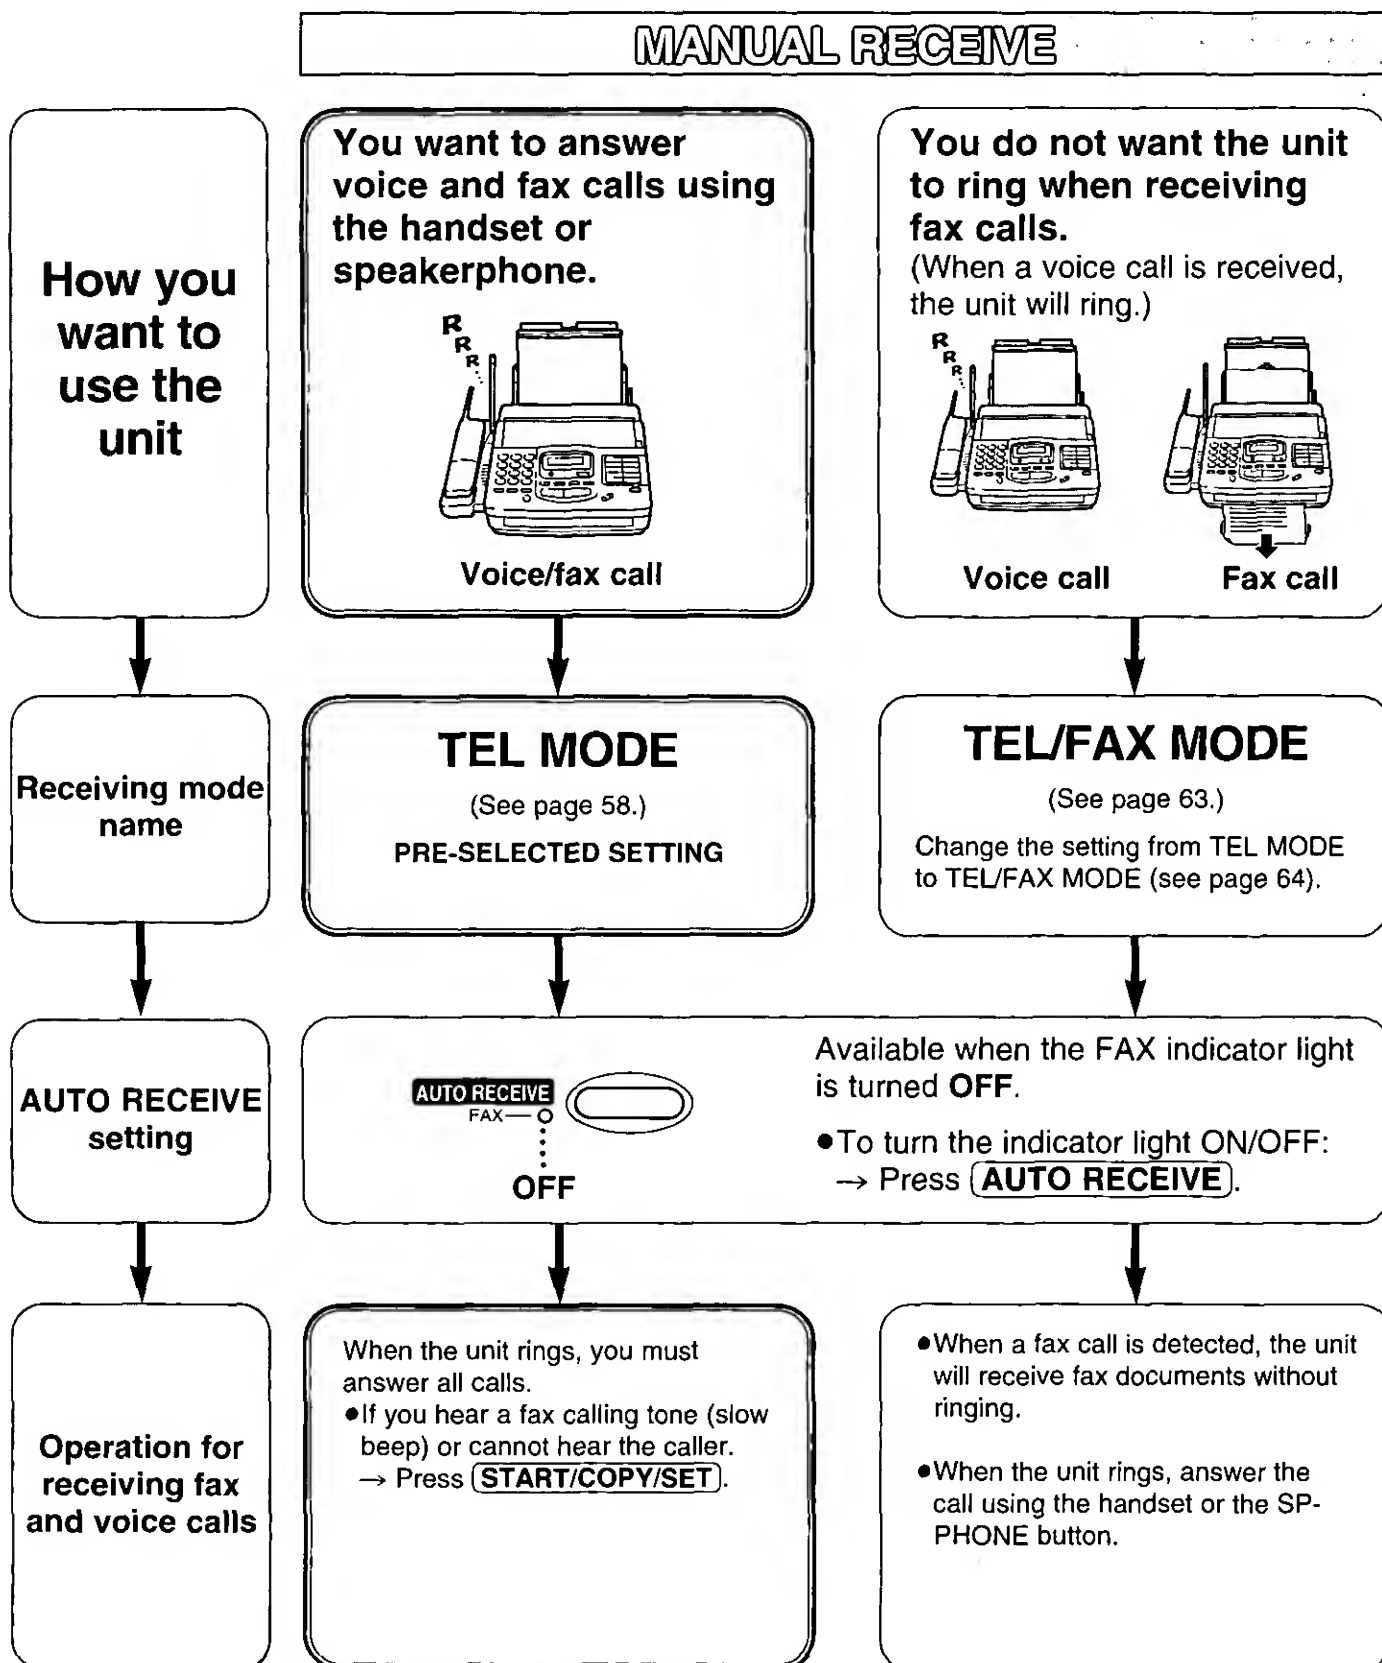 MANUAL RECEIVE
How you
want to
use the
unit
You want to answer
voice and fax calls using
the handset or
speakerphone.
R
R
R
Voice/fax call
You do not want the unit
to ring when receiving
fax calls.
(When a voice call is received,
the unit will ring.)
R
R
R
Voice call
Fax call
Receiving mode
name
TEL MODE
(See page 58.)
PRE-SELECTED SETTING
TEL/FAX MODE
(See page 63.)
Change the setting from TEL MODE
to TEL/FAX MODE (see page 64).
AUTO RECEIVE
setting
AUTO RECEIVE
FAX
OFF
Available when the FAX indicator light
is turned OFF.
●To turn the indicator light ON/OFF:
→ Press AUTO RECEIVE.
Operation for
receiving fax
and voice calls
When the unit rings, you must
answer all calls.
●If you hear a fax calling tone (slow
beep) or cannot hear the caller.
→ Press START/COPY/SET.
●When a fax call is detected, the unit
will receive fax documents without
ringing.
●When the unit rings, answer the
call using the handset or the SP-
PHONE button.